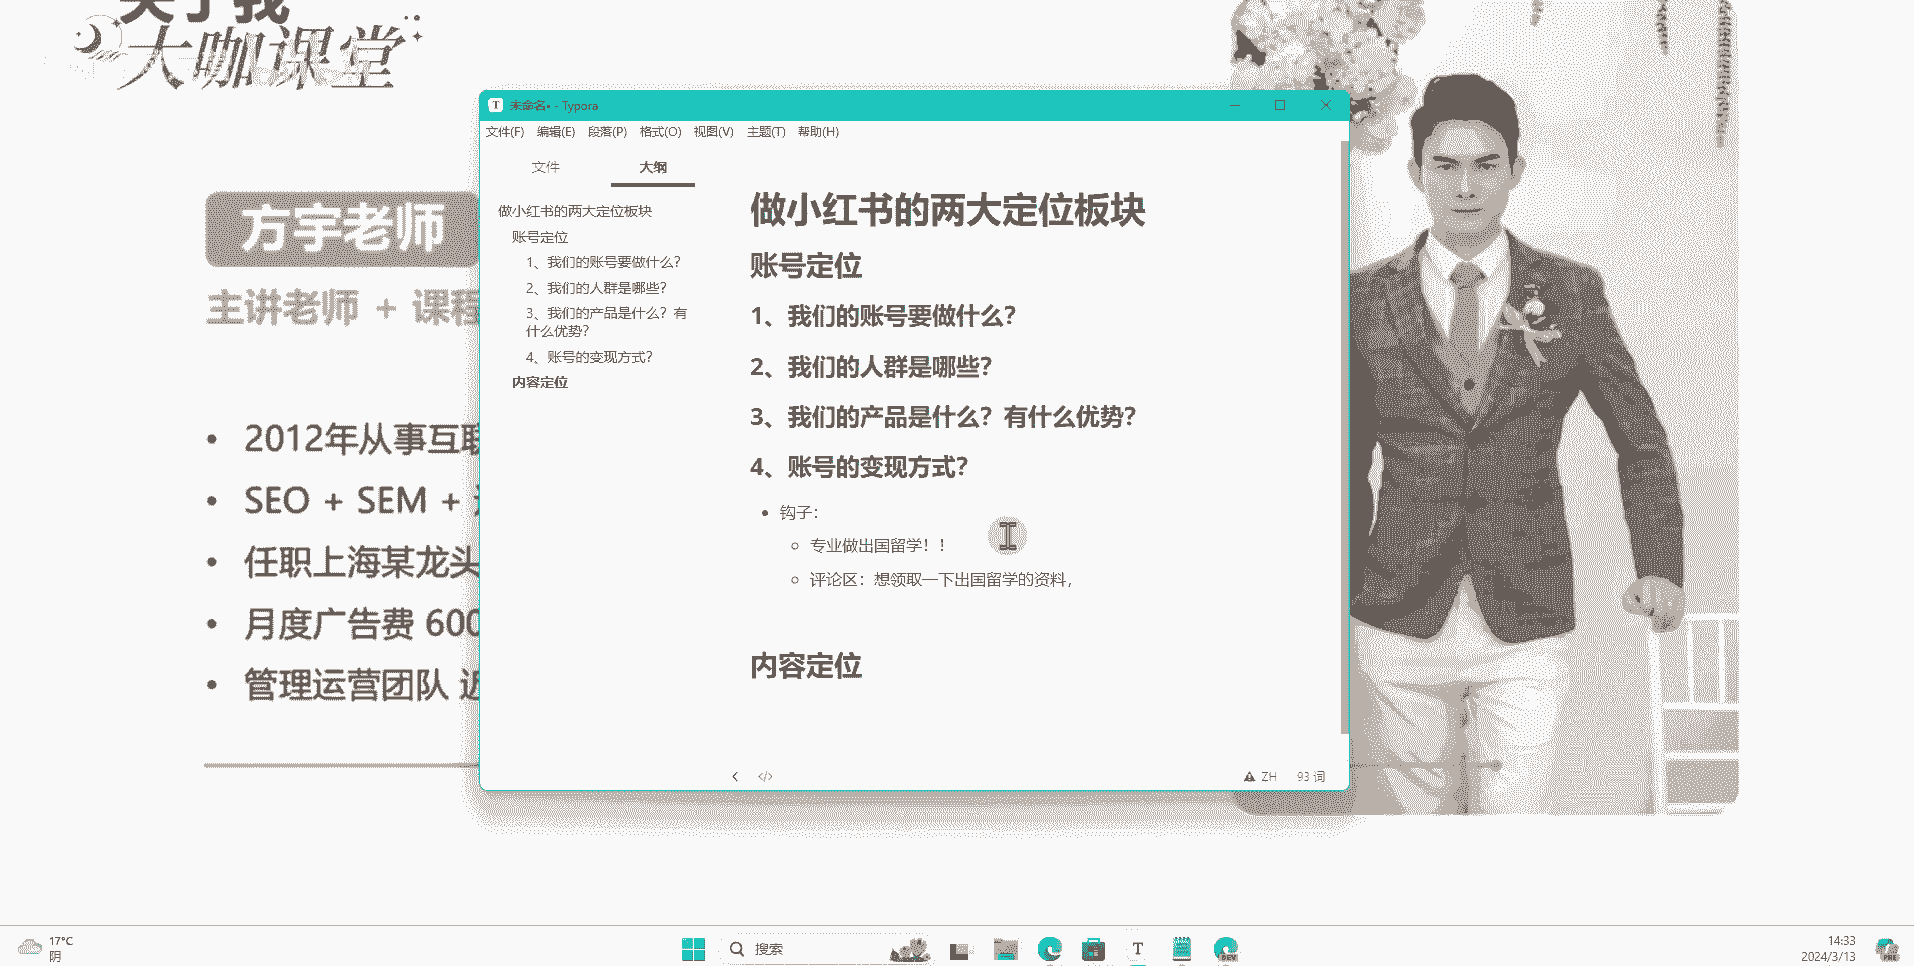 关于我
大咖课堂
方宇老师
主讲老师 + 课程
2012年从事互联
SEO + SEM +
任职上海某龙头
月度广告费 600
管理运营团队 近
未命名• - Typora
文件(F) 编辑(E) 段落(P) 格式(O) 视图(V) 主题(T) 帮助(H)
文件 大纲
做小红书的两大定位板块
账号定位
1、我们的账号要做什么?
2、我们的人群是哪些?
3、我们的产品是什么? 有
什么优势?
4、账号的变现方式?
内容定位
做小红书的两大定位板块
账号定位
1、我们的账号要做什么?
2、我们的人群是哪些?
3、我们的产品是什么? 有什么优势?
4、账号的变现方式?
钩子:
专业做出国留学! !
评论区: 想领取一下出国留学的资料,
内容定位
ZH 93 词
17°C
阴
搜索
T
DEV
14:33
2024/3/13
PRE